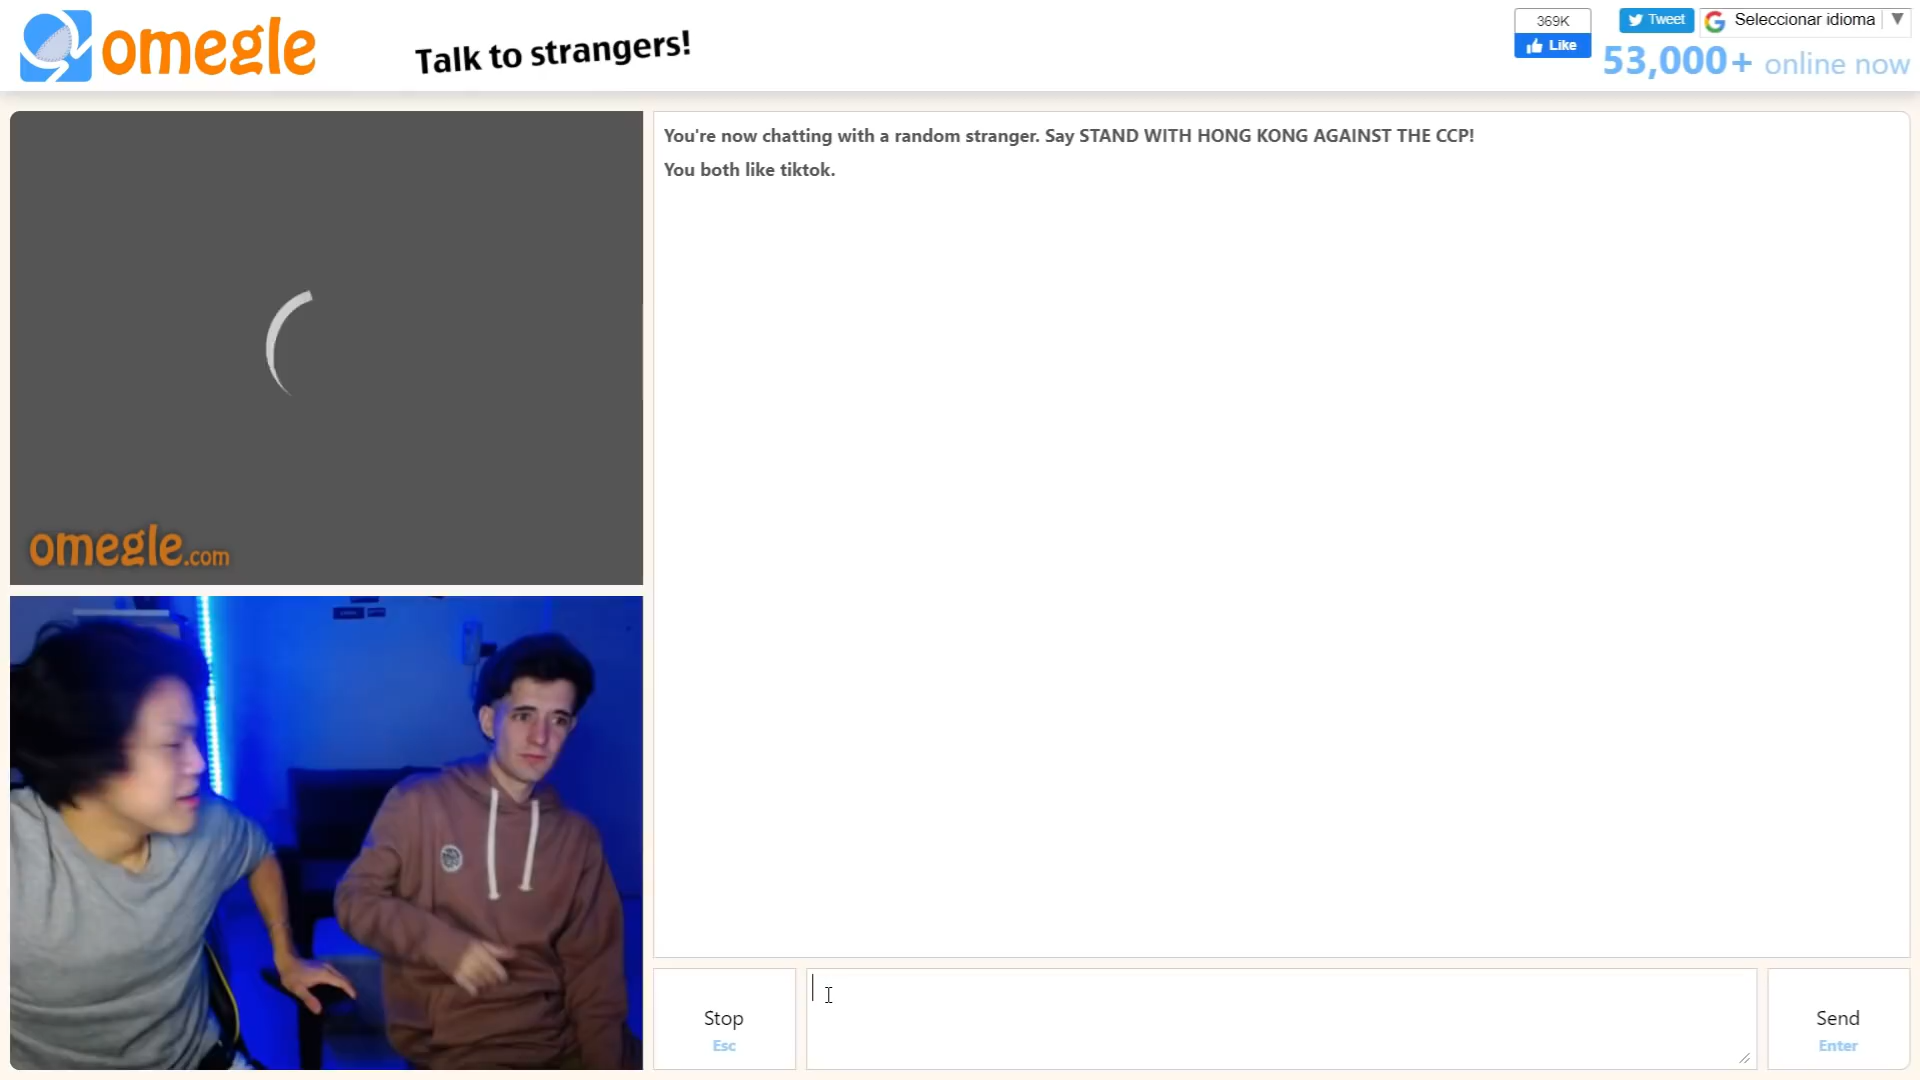 omegle
Talk to strangers!
369K
Like
Tweet
Seleccionar idioma
53,000+ online now
You're now chatting with a random stranger. Say STAND WITH HONG KONG AGAINST THE CCP!
You both like tiktok.
omegle.com
Stop
Esc
Send
Enter